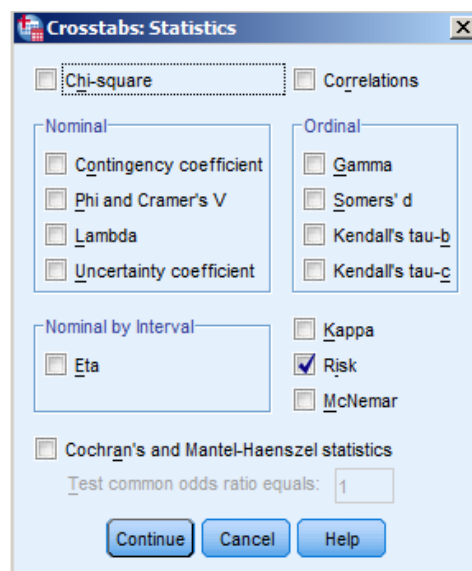 Crosstabs: Statistics
Chi-square
Correlations
Nominal
Contingency coefficient
Phi and Cramer's V
Lambda
Uncertainty coefficient
Ordinal
Gamma
Somers' d
Kendall's tau-b
Kendall's tau-c
Nominal by Interval
Eta
Kappa
Risk
McNemar
Cochran's and Mantel-Haenszel statistics
Test common odds ratio equals: 1
Continue Cancel Help